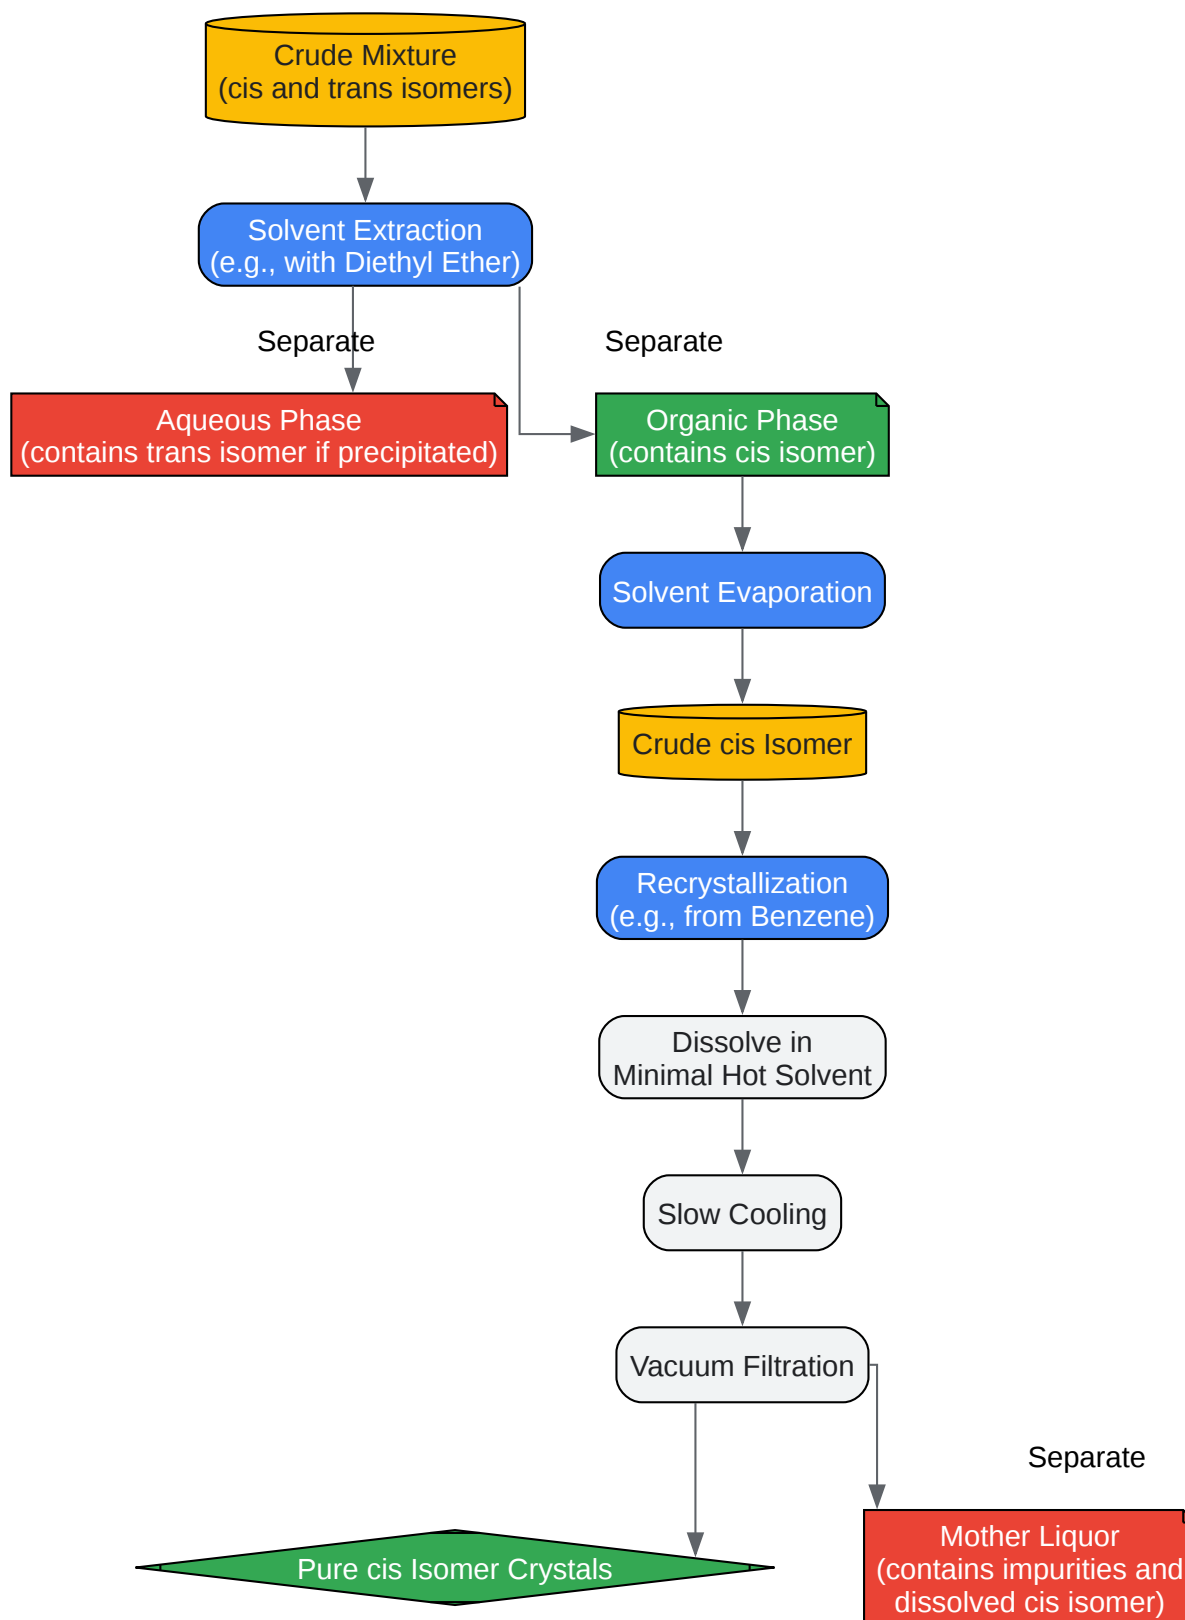 Crude Mixture
(cis and trans isomers)
Solvent Extraction
(e.g., with Diethyl Ether)
Separate
Separate
Aqueous Phase
(contains trans isomer if precipitated)
Organic Phase
(contains cis isomer)
Solvent Evaporation
Crude cis Isomer
Recrystallization
(e.g., from Benzene)
Dissolve in
Minimal Hot Solvent
Slow Cooling
Vacuum Filtration
Separate
Pure cis Isomer Crystals
Mother Liquor
(contains impurities and
dissolved cis isomer)